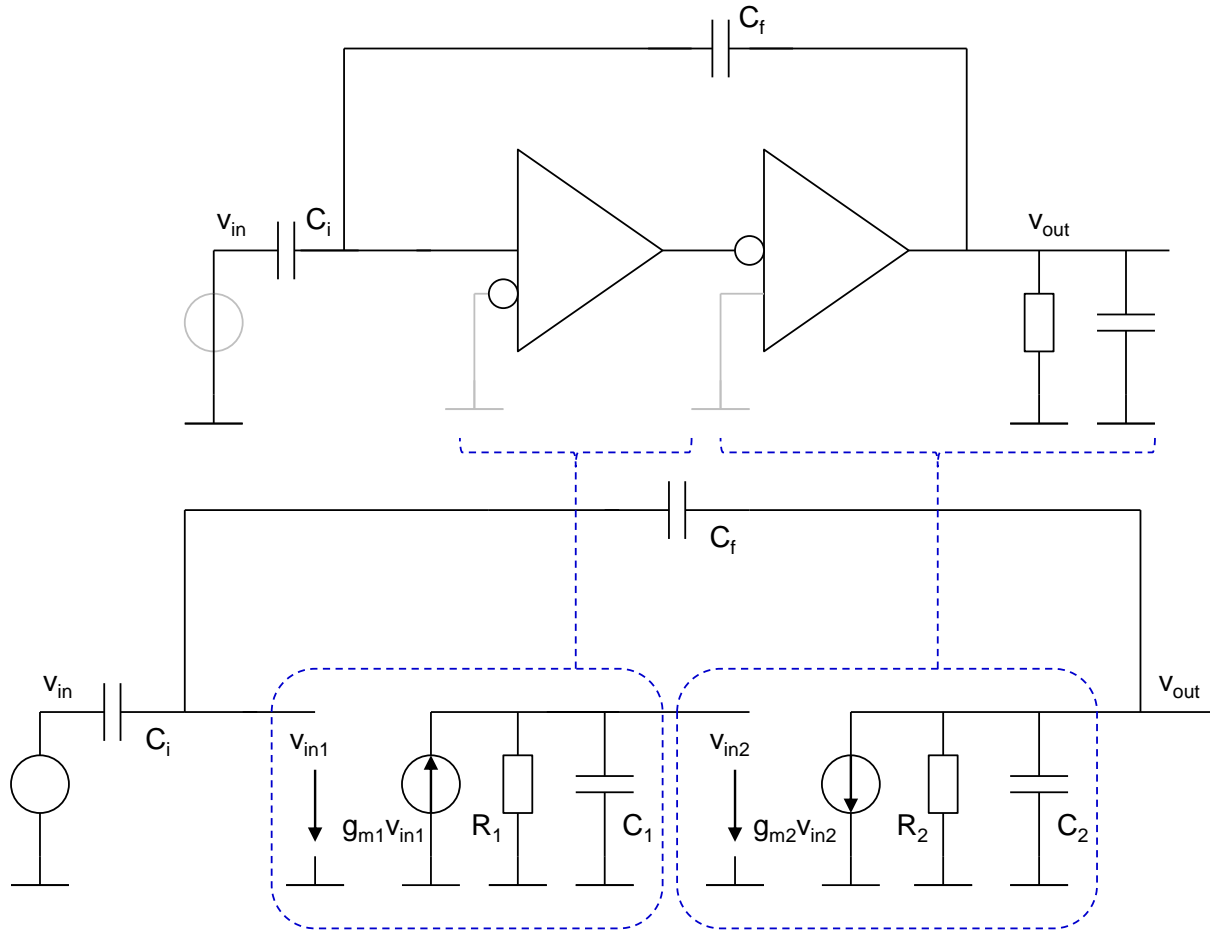 C_f
v_in C_i v_out
C_f
v_in C_i v_out
v_in1 v_in2
g_m1v_in1 R_1 C_1 g_m2v_in2 R_2 C_2